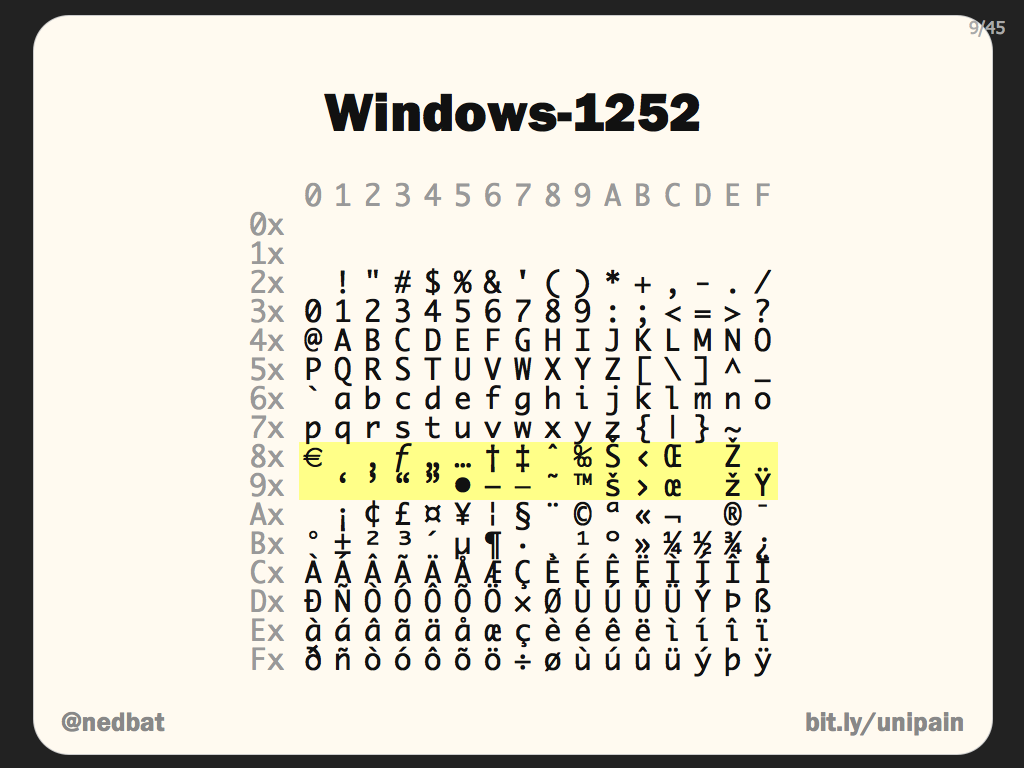 9/45
Windows-1252
0 1 2 3 4 5 6 7 8 9 A B C D E F
0x
1x
2x ! " # $ % & ' ( ) * + , - . /
3x 0 1 2 3 4 5 6 7 8 9 : ; < = > ?
4x @ A B C D E F G H I J K L M N O
5x P Q R S T U V W X Y Z [ \ ] ^ _
6x ` a b c d e f g h i j k l m n o
7x p q r s t u v w x y z { | } ~
8x € ‚ ƒ „ … † ‡ ˆ ‰ Š ‹ Œ Ž
9x ‘ ’ “ ” • – — ˜ ™ š › œ ž Ÿ
Ax ¡ ¢ £ ¤ ¥ ¦ § ¨ © ª « ¬ ® ¯
Bx ° ± ² ³ ´ µ ¶ · ¹ º » ¼ ½ ¾ ¿
Cx À Á Â Ã Ä Å Æ Ç È É Ê Ë Ì Í Î Ï
Dx Ð Ñ Ò Ó Ô Õ Ö × Ø Ù Ú Û Ü Ý Þ ß
Ex à á â ã ä å æ ç è é ê ë ì í î ï
Fx ð ñ ò ó ô õ ö ÷ ø ù ú û ü ý þ ÿ
@nedbat
bit.ly/unipain